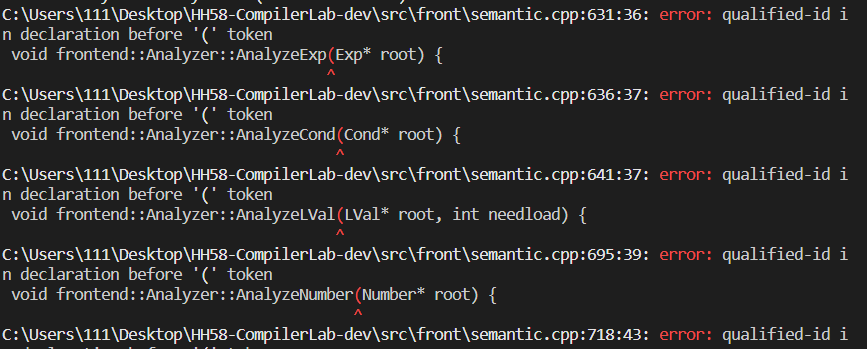 C:\Users\111\Desktop\HH58-CompilerLab-dev\src\front\semantic.cpp:631:36: error: qualified-id i
n declaration before '(' token
 void frontend::Analyzer::AnalyzeExp(Exp* root) {
^
C:\Users\111\Desktop\HH58-CompilerLab-dev\src\front\semantic.cpp:636:37: error: qualified-id i
n declaration before '(' token
 void frontend::Analyzer::AnalyzeCond(Cond* root) {
^
C:\Users\111\Desktop\HH58-CompilerLab-dev\src\front\semantic.cpp:641:37: error: qualified-id i
n declaration before '(' token
 void frontend::Analyzer::AnalyzeLVal(LVal* root, int needload) {
^
C:\Users\111\Desktop\HH58-CompilerLab-dev\src\front\semantic.cpp:695:39: error: qualified-id i
n declaration before '(' token
 void frontend::Analyzer::AnalyzeNumber(Number* root) {
^
C:\Users\111\Desktop\HH58-CompilerLab-dev\src\front\semantic.cpp:718:43: error: qualified-id i